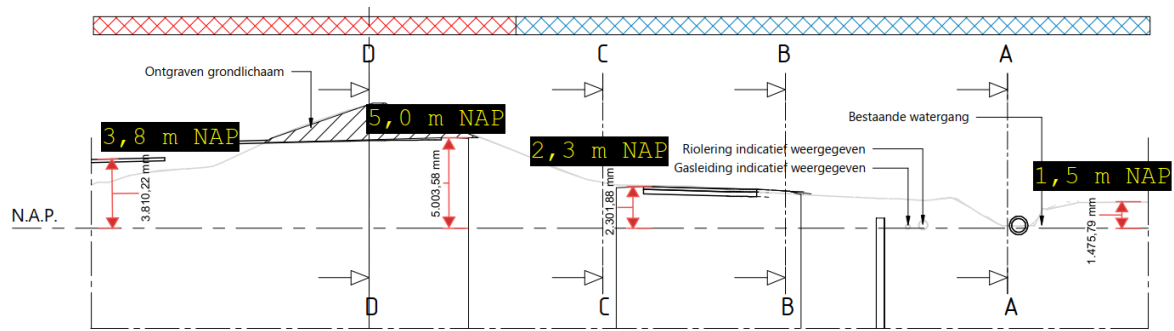 D
C
B
A
Ontgraven grondlichaam
5,0 m NAP
3,8 m NAP
Bestaande watergang
2,3 m NAP
Riolering indicatief weergegeven
Gasleiding indicatief weergegeven
1,5 m NAP
3.810,22 mm
5.003,58 mm
2.301,88 mm
1.475,79 mm
N.A.P.
D
C
B
A